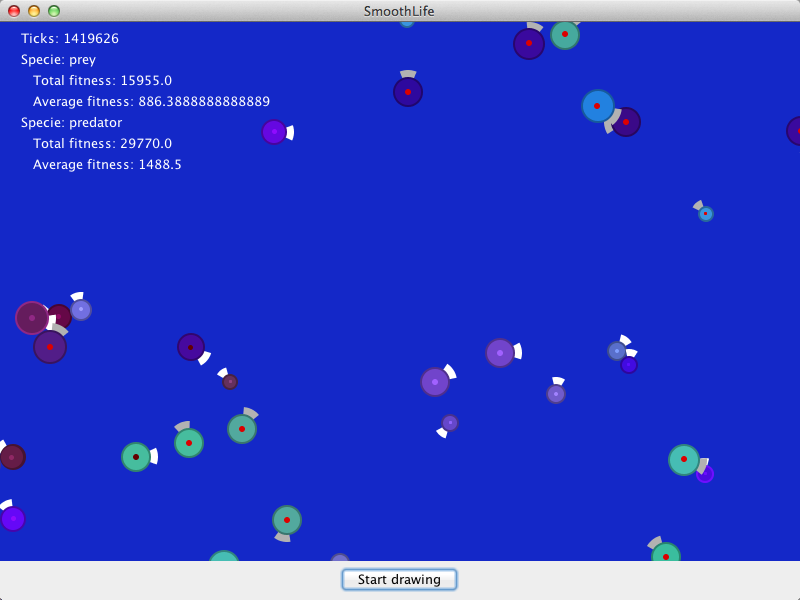 SmoothLife
Ticks: 1419626
Specie: prey
Total fitness: 15955.0
Average fitness: 886.3888888888889
Specie: predator
Total fitness: 29770.0
Average fitness: 1488.5
Start drawing